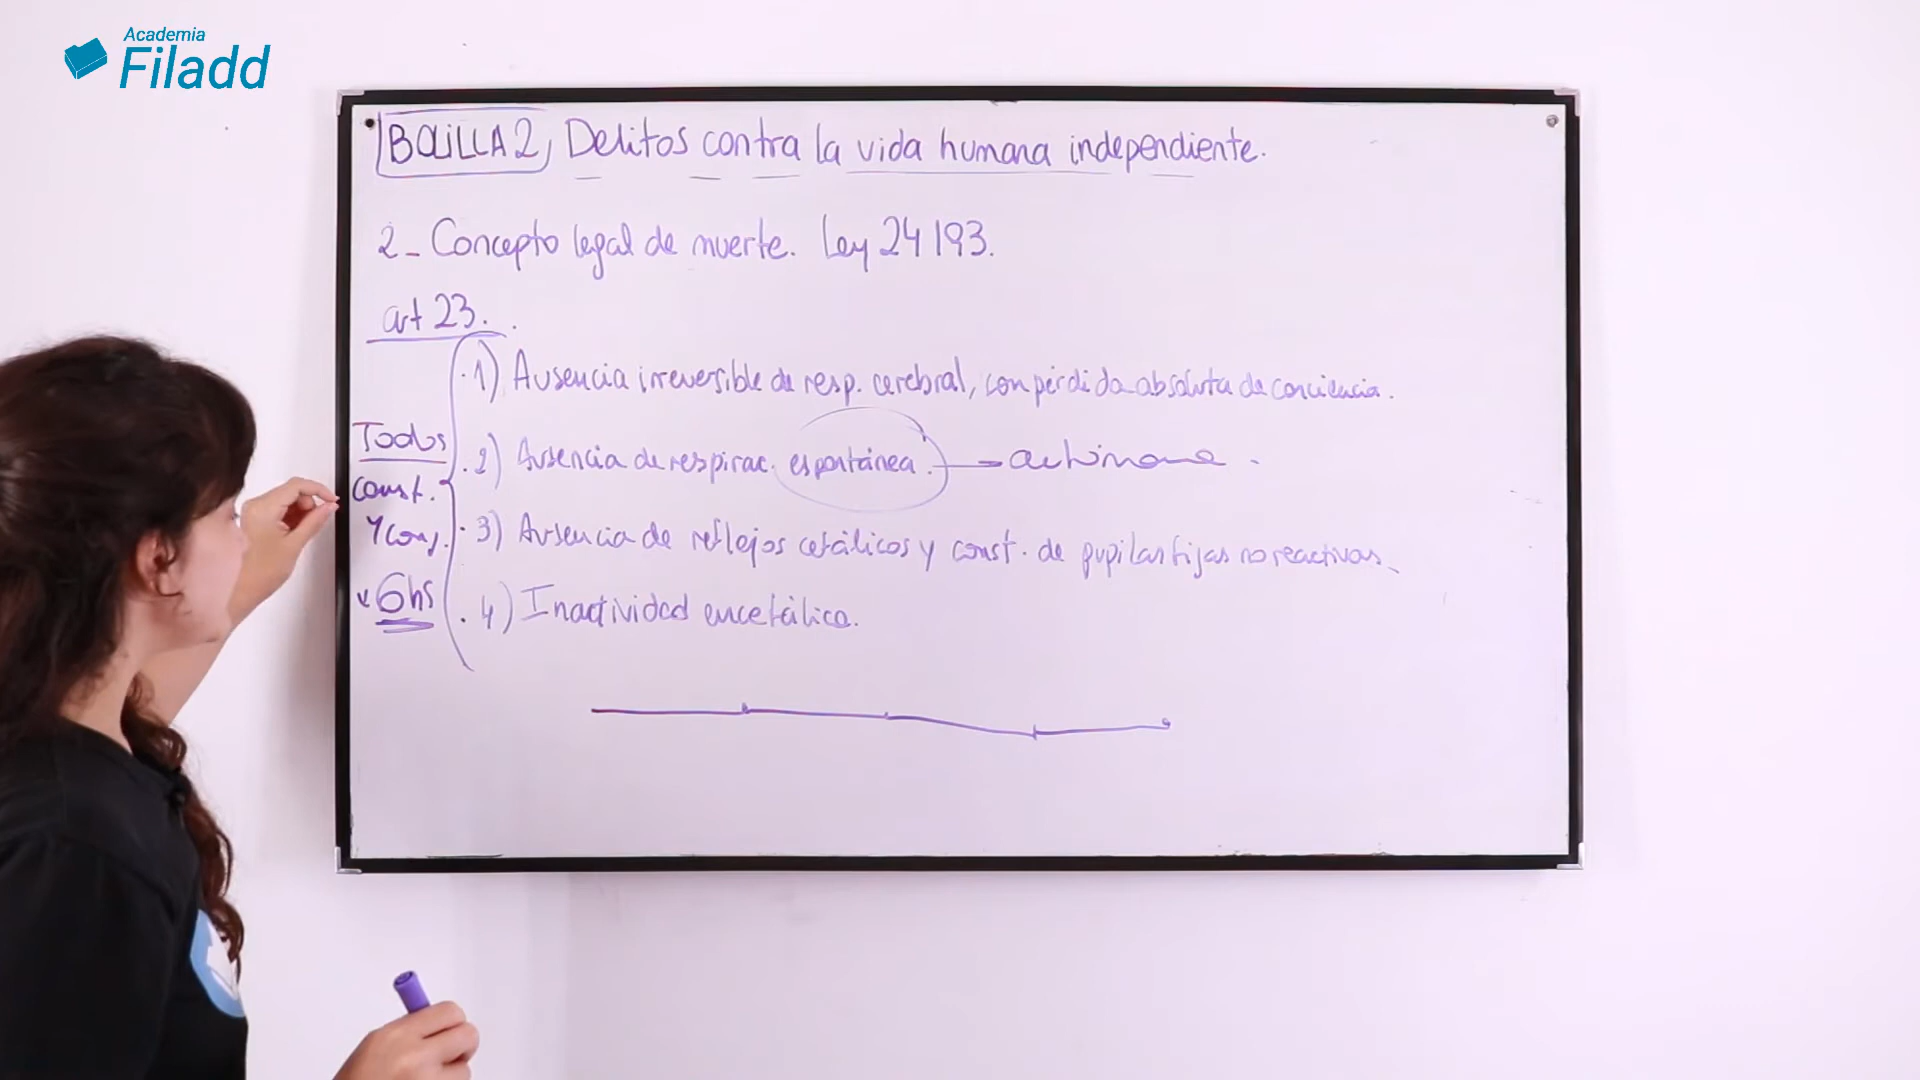 Academia
Filadd
BOLILLA 2, Delitos contra la vida humana independiente.
2- Concepto legal de muerte. Ley 24193.
art 23.
1) Ausencia irreversible de resp. cerebral, con pérdida absoluta de conciencia.
2) Ausencia de respirac. espontánea. autónoma.
3) Ausencia de reflejos cefálicos y const. de pupilas fijas no reactivas.
4) Inactividad encefálica.
Todos
const.
y conj.
6hs